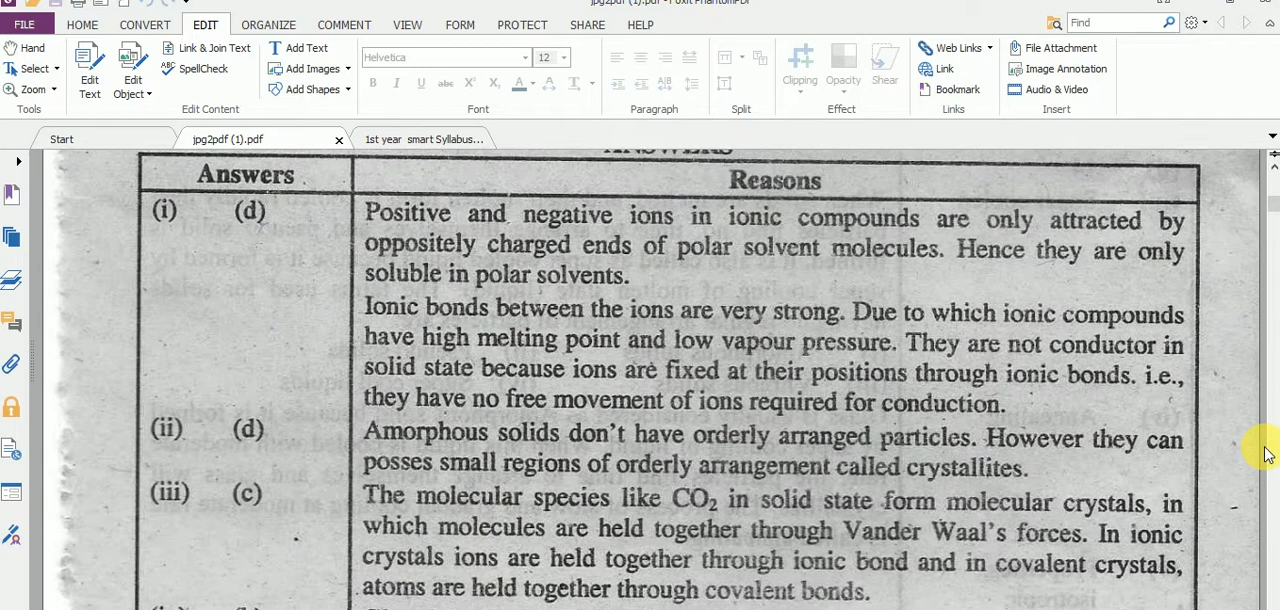 jpg2pdf (1).pdf - Foxit PhantomPDF
FILE HOME CONVERT EDIT ORGANIZE COMMENT VIEW FORM PROTECT SHARE HELP Find
Hand
Select
Zoom
Tools
Edit Text
Edit Object
Link & Join Text
SpellCheck
Edit Content
Add Text
Add Images
Add Shapes
Helvetica 12
B I U abc X² X₂ A A T
Font
Paragraph
Split
Clipping Opacity Shear
Effect
Web Links
Link
Bookmark
Links
File Attachment
Image Annotation
Audio & Video
Insert
Start jpg2pdf (1).pdf 1st year smart Syllabus...
ANSWERS
Answers Reasons
(i) (d) Positive and negative ions in ionic compounds are only attracted by
oppositely charged ends of polar solvent molecules. Hence they are only
soluble in polar solvents.
Ionic bonds between the ions are very strong. Due to which ionic compounds
have high melting point and low vapour pressure. They are not conductor in
solid state because ions are fixed at their positions through ionic bonds. i.e.,
they have no free movement of ions required for conduction.
(ii) (d) Amorphous solids don't have orderly arranged particles. However they can
posses small regions of orderly arrangement called crystallites.
(iii) (c) The molecular species like CO₂ in solid state form molecular crystals, in
which molecules are held together through Vander Waal's forces. In ionic
crystals ions are held together through ionic bond and in covalent crystals,
atoms are held together through covalent bonds.